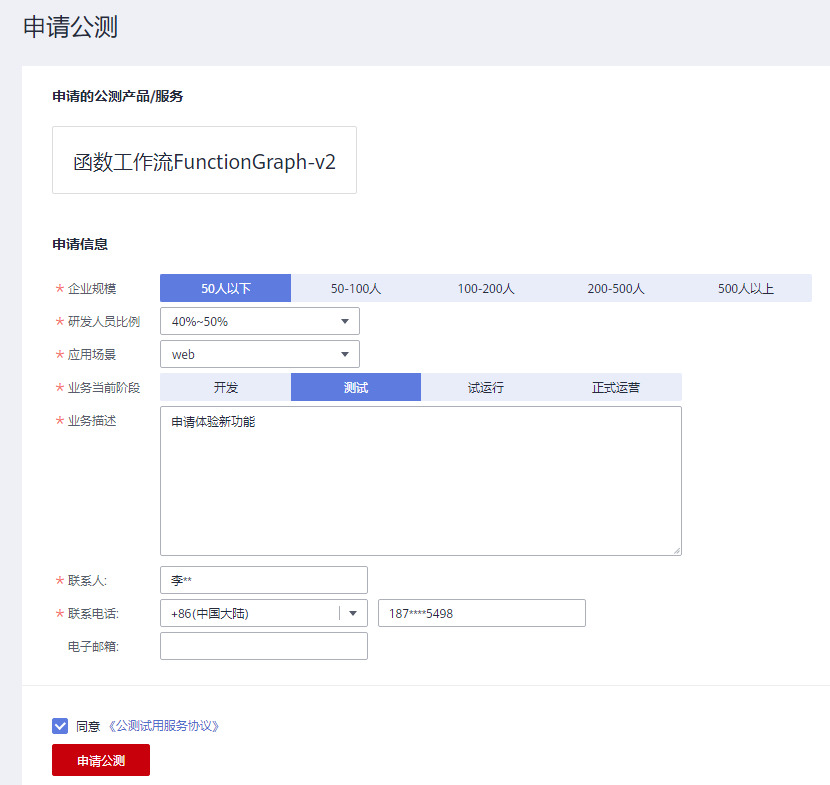 申请公测
申请的公测产品/服务
函数工作流FunctionGraph-v2
申请信息
* 企业规模 50人以下 50-100人 100-200人 200-500人 500人以上
* 研发人员比例 40%~50%
* 应用场景 web
* 业务当前阶段 开发 测试 试运行 正式运营
* 业务描述 申请体验新功能
* 联系人: 李**
* 联系电话: +86(中国大陆) 187****5498
电子邮箱:
同意 《公测试用服务协议》
申请公测